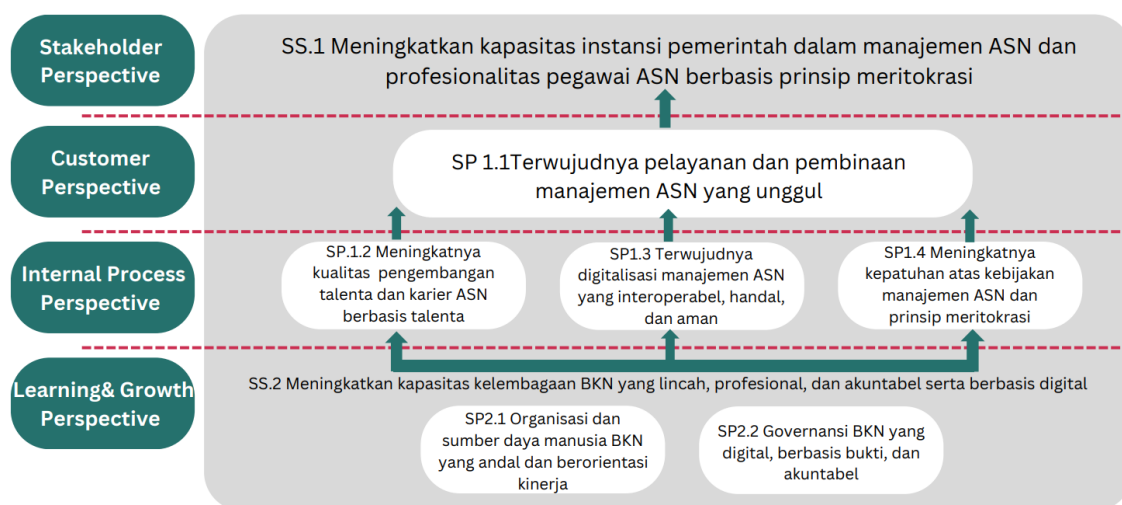 Stakeholder
Perspective
SS.1 Meningkatkan kapasitas instansi pemerintah dalam manajemen ASN dan
profesionalitas pegawai ASN berbasis prinsip meritokrasi
Customer
Perspective
SP 1.1Terwujudnya pelayanan dan pembinaan
manajemen ASN yang unggul
Internal Process
Perspective
SP.1.2 Meningkatnya
kualitas pengembangan
talenta dan karier ASN
berbasis talenta
SP1.3 Terwujudnya
digitalisasi manajemen ASN
yang interoperabel, handal,
dan aman
SP1.4 Meningkatnya
kepatuhan atas kebijakan
manajemen ASN dan
prinsip meritokrasi
Learning& Growth
Perspective
SS.2 Meningkatkan kapasitas kelembagaan BKN yang lincah, profesional, dan akuntabel serta berbasis digital
SP2.1 Organisasi dan
sumber daya manusia BKN
yang andal dan berorientasi
kinerja
SP2.2 Governansi BKN yang
digital, berbasis bukti, dan
akuntabel